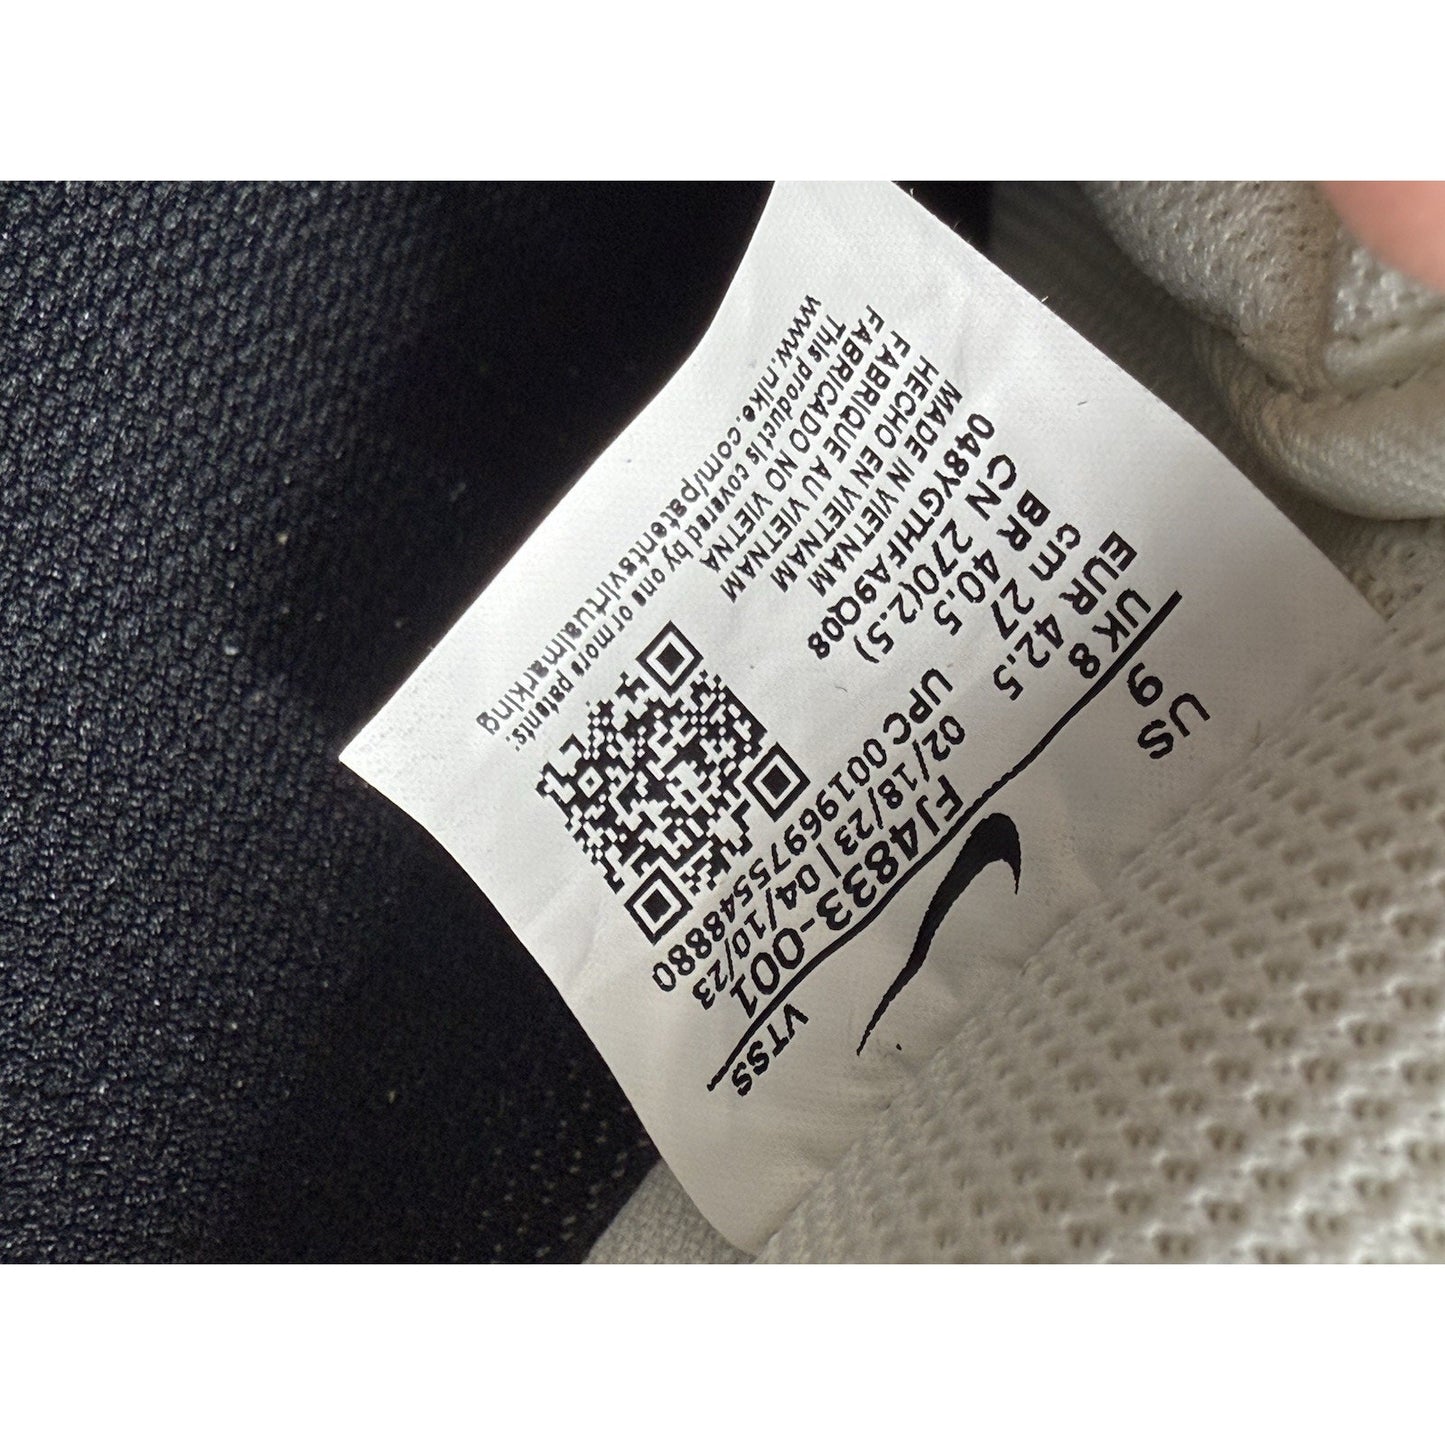 US
9
UK 8
EUR 42.5
cm 27
BR 40.5
CN 270(2.5)
048YGTHFA9Q08
MADE IN VIETNAM
HECHO EN VIETNAM
FABRIQUE AU VIETNAM
FABRICADO NO VIETNA
This product is covered by one or more patents:
www.nike.com/patentsvirtualmarking
VTSS
FJ4833-001
02/18/23 | 04/10/23
UPC 00196975548880